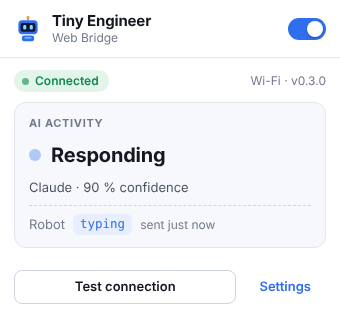 Tiny Engineer
Web Bridge
Connected
Wi-Fi · v0.3.0
AI ACTIVITY
Responding
Claude · 90 % confidence
Robot typing sent just now
Test connection
Settings